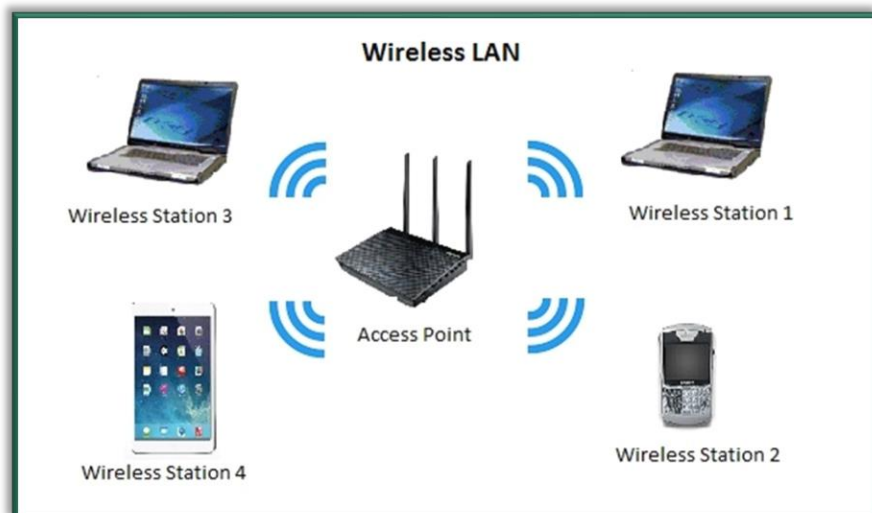 Wireless LAN
Wireless Station 3
Wireless Station 1
Access Point
Wireless Station 4
Wireless Station 2